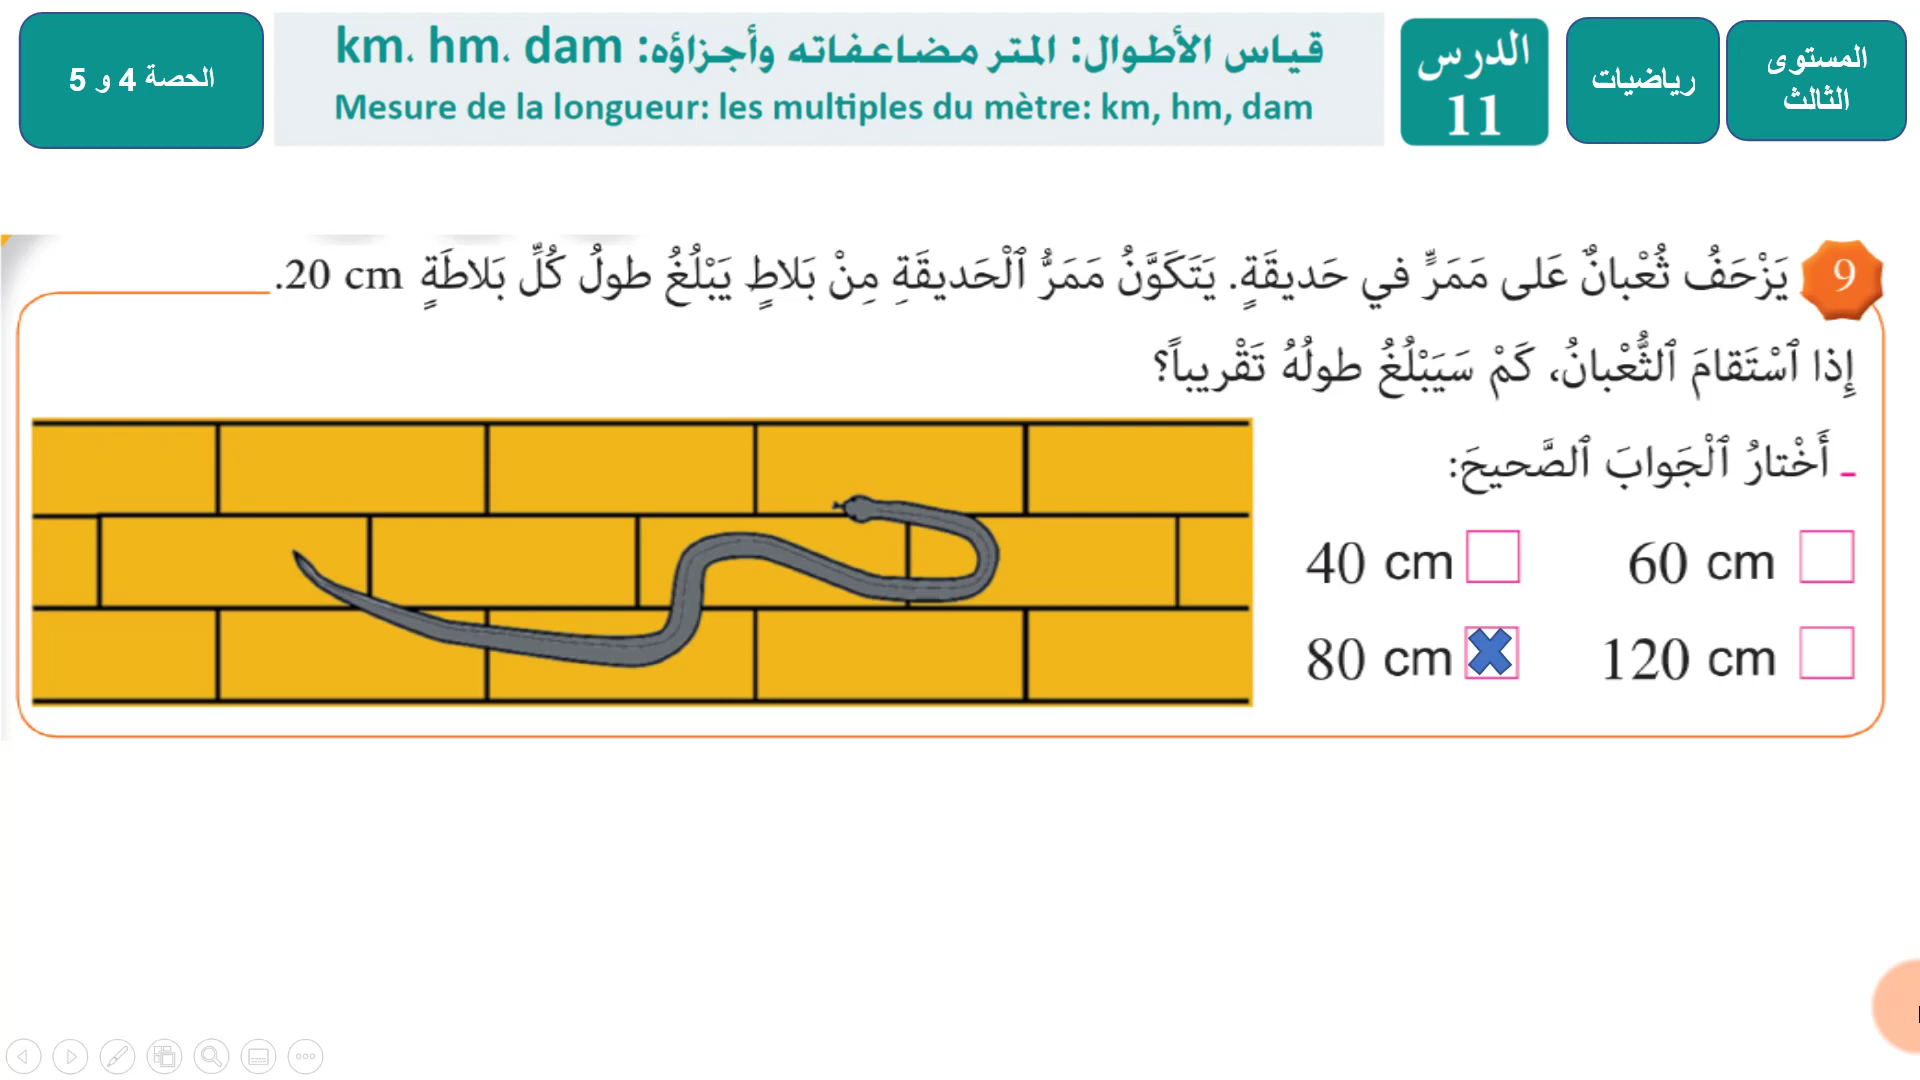 المستوى
الثالث
رياضيات
الدرس
11
قياس الأطوال: المتر مضاعفاته وأجزاؤه: km، hm، dam
Mesure de la longueur: les multiples du mètre: km, hm, dam
الحصة 4 و 5
9 يَزْحَفُ ثُعْبانٌ عَلى مَمَرٍّ في حَديقَةٍ. يَتَكَوَّنُ مَمَرُّ ٱلْحَديقَةِ مِنْ بَلاطٍ يَبْلُغُ طولُ كُلِّ بَلاطَةٍ 20 cm.
إِذا ٱسْتَقامَ ٱلثُّعْبانُ، كَمْ سَيَبْلُغُ طولُهُ تَقْريباً؟
ـ أَخْتارُ ٱلْجَوابَ ٱلصَّحيحَ:
60 cm
40 cm
120 cm
80 cm